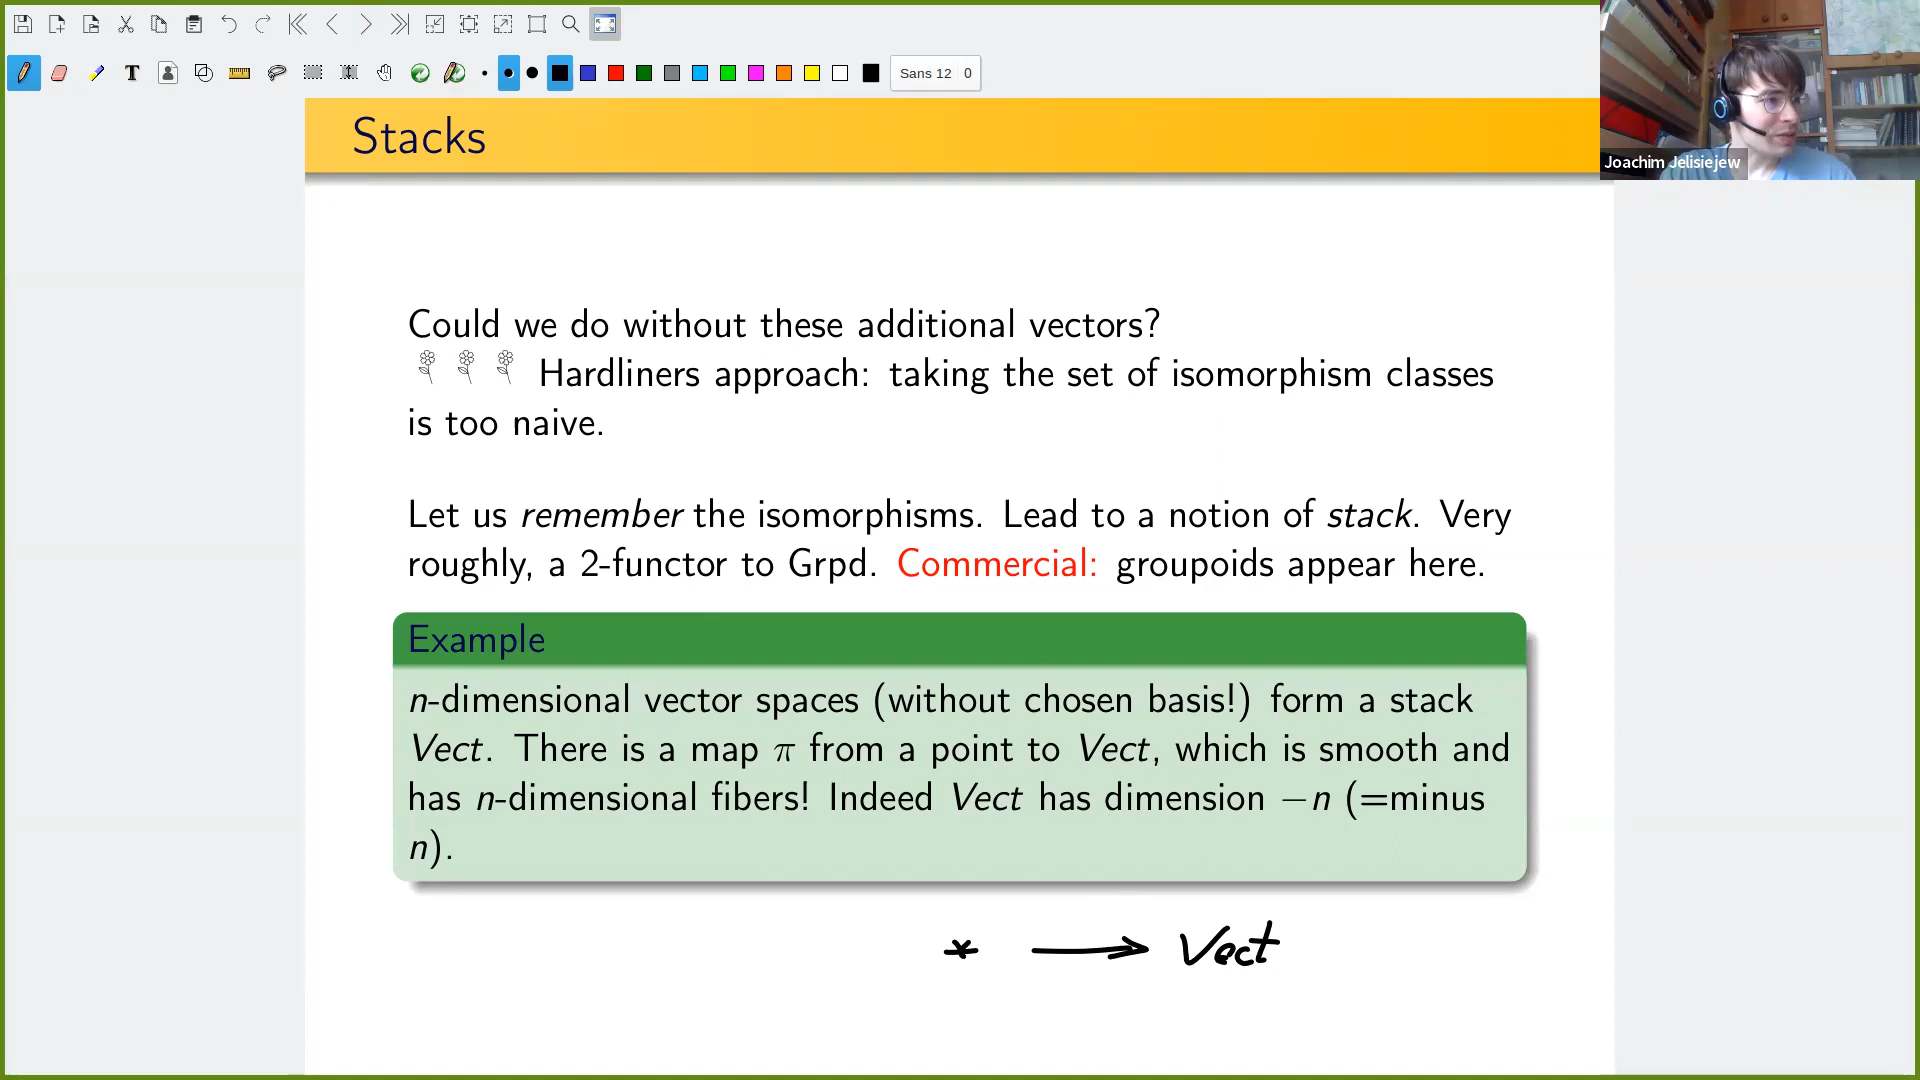 T
Sans 12 0
Joachim Jelisiejew
Stacks
Could we do without these additional vectors?
Hardliners approach: taking the set of isomorphism classes
is too naive.
Let us remember the isomorphisms. Lead to a notion of stack. Very
roughly, a 2-functor to Grpd. Commercial: groupoids appear here.
Example
n-dimensional vector spaces (without chosen basis!) form a stack
Vect. There is a map π from a point to Vect, which is smooth and
has n-dimensional fibers! Indeed Vect has dimension −n (=minus
n).
* → Vect